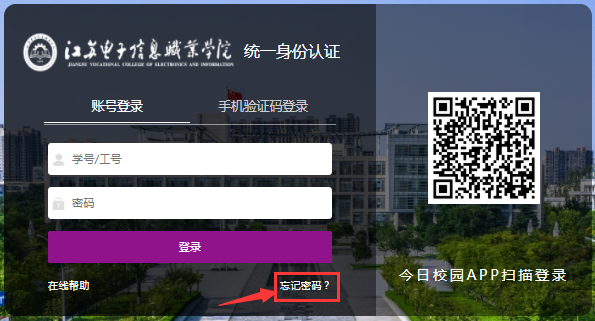 江苏电子信息职业学院 统一身份认证
JIANGSU VOCATIONAL COLLEGE OF ELECTRONICS AND INFORMATION
账号登录 手机验证码登录
学号/工号
密码
登录
在线帮助 忘记密码？
今日校园APP扫描登录